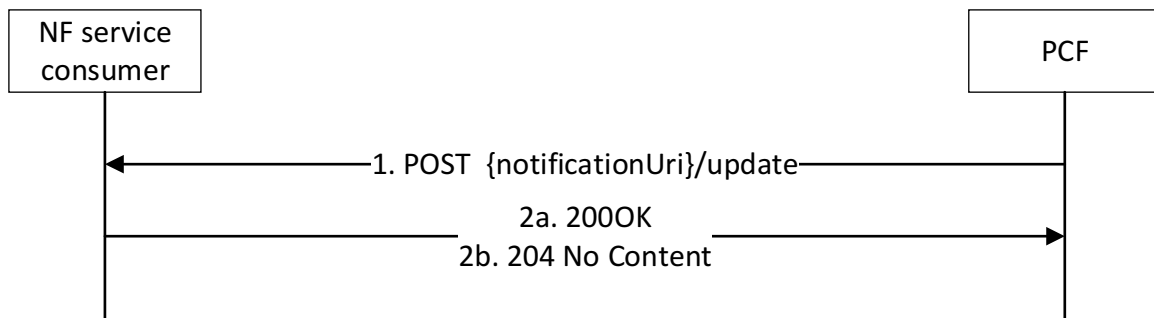 NF service
consumer
PCF
1. POST  {notificationUri}/update
2a. 200OK
2b. 204 No Content